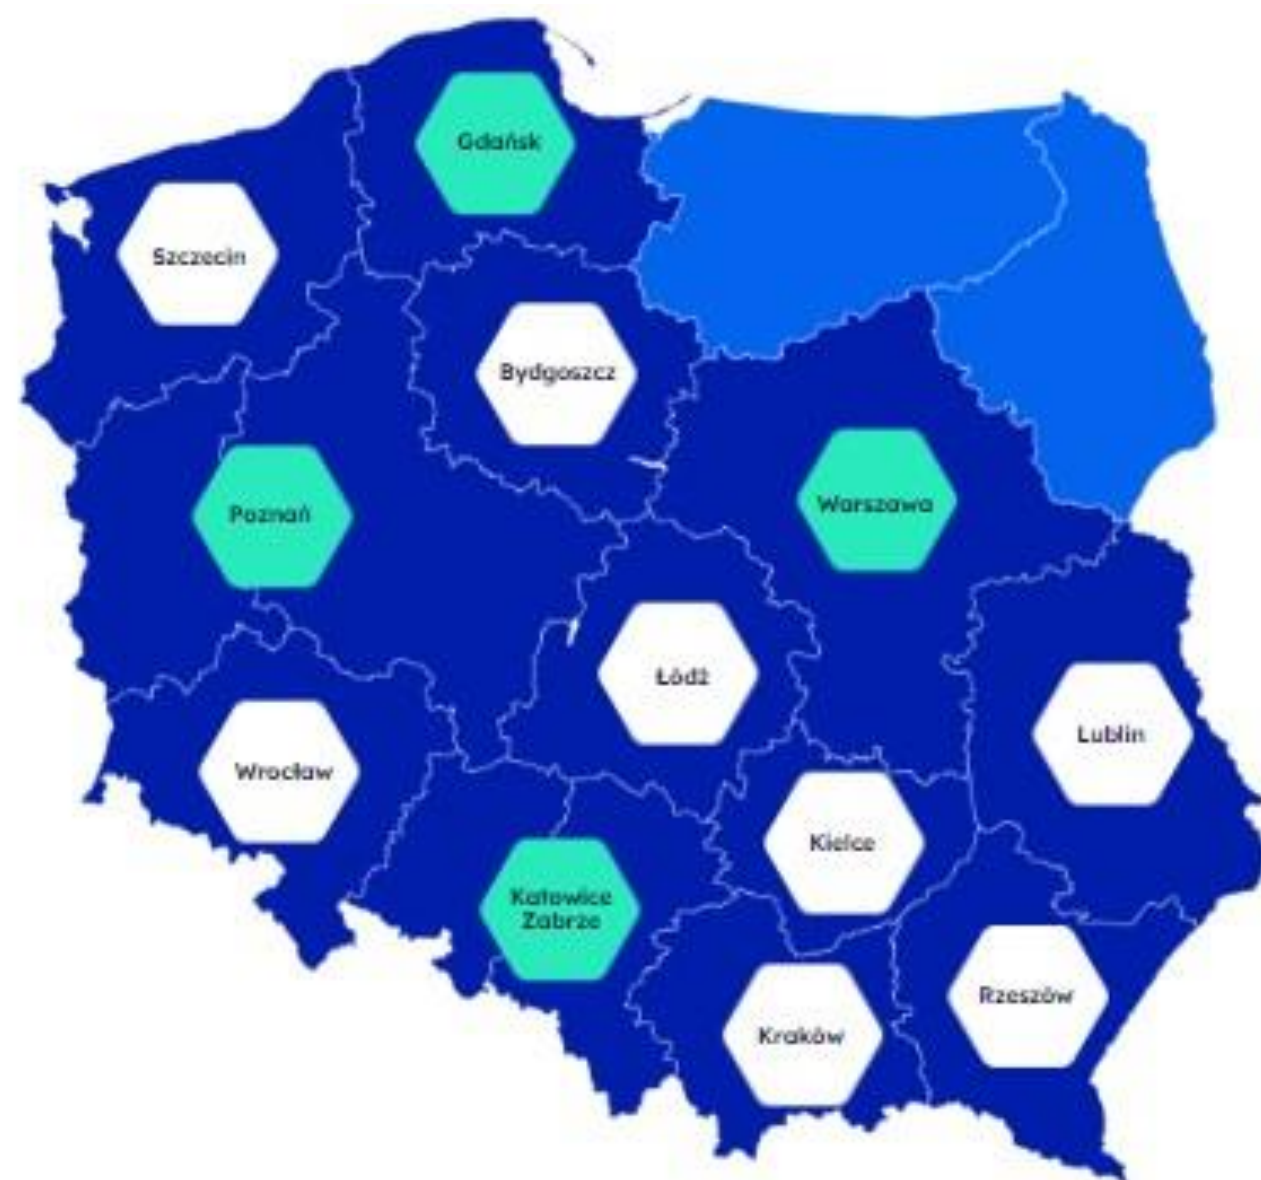 Gdańsk
Szczecin
Bydgoszcz
Poznań
Warszawa
Łódź
Lublin
Wrocław
Kielce
Katowice
Zabrze
Rzeszów
Kraków